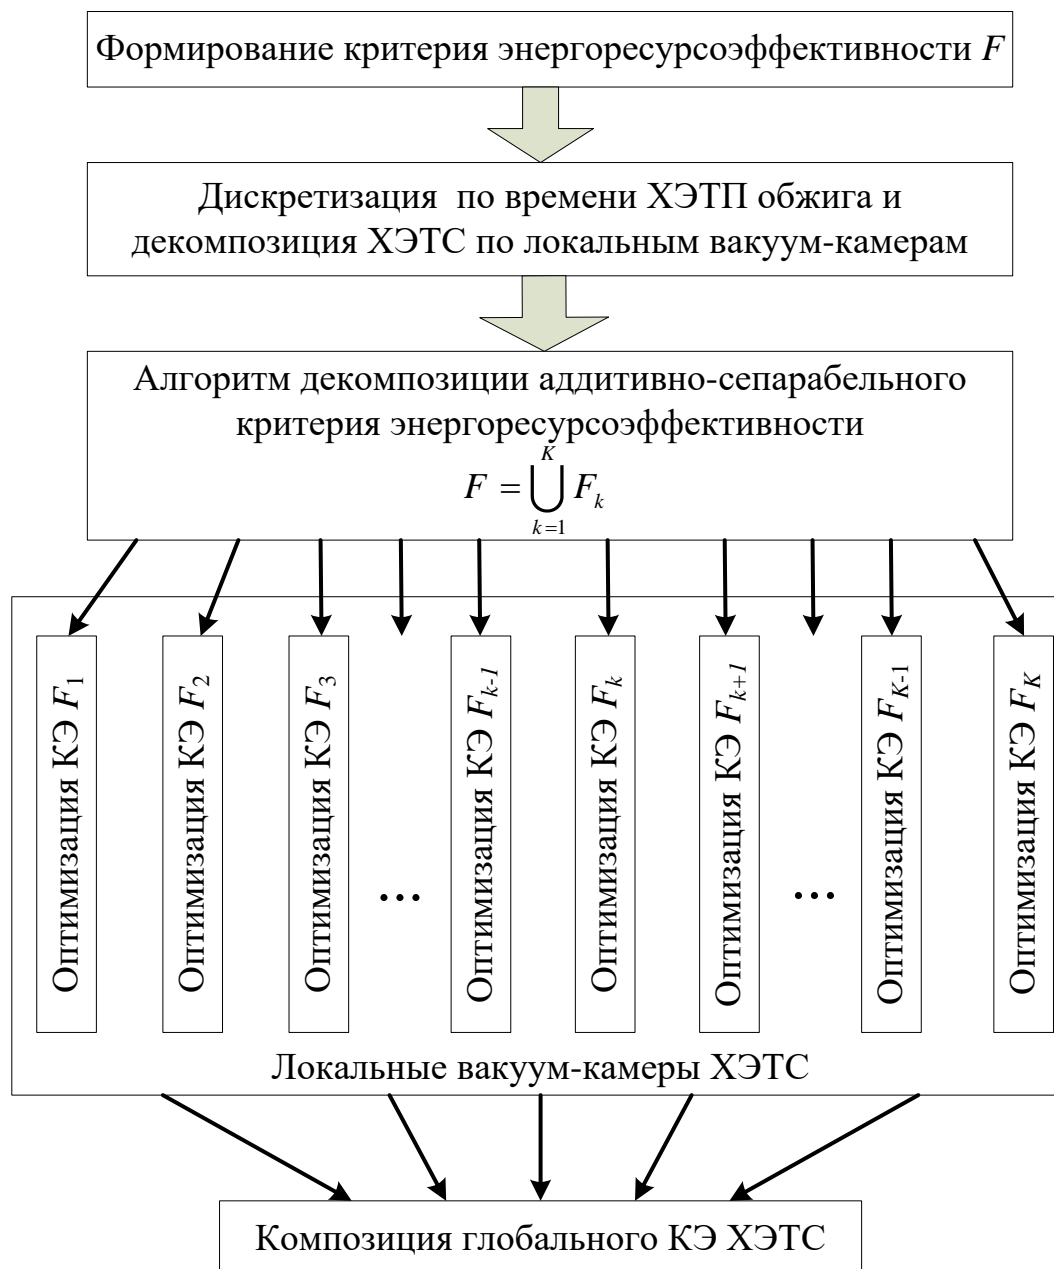 Формирование критерия энергоресурсоэффективности F
Дискретизация по времени ХЭТП обжига и
декомпозиция ХЭТС по локальным вакуум-камерам
Алгоритм декомпозиции аддитивно-сепарабельного
критерия энергоресурсоэффективности
F = ⋃_{k=1}^{K} F_k
Оптимизация КЭ F_1
Оптимизация КЭ F_2
Оптимизация КЭ F_3
...
Оптимизация КЭ F_{k-1}
Оптимизация КЭ F_k
Оптимизация КЭ F_{k+1}
...
Оптимизация КЭ F_{K-1}
Оптимизация КЭ F_K
Локальные вакуум-камеры ХЭТС
Композиция глобального КЭ ХЭТС